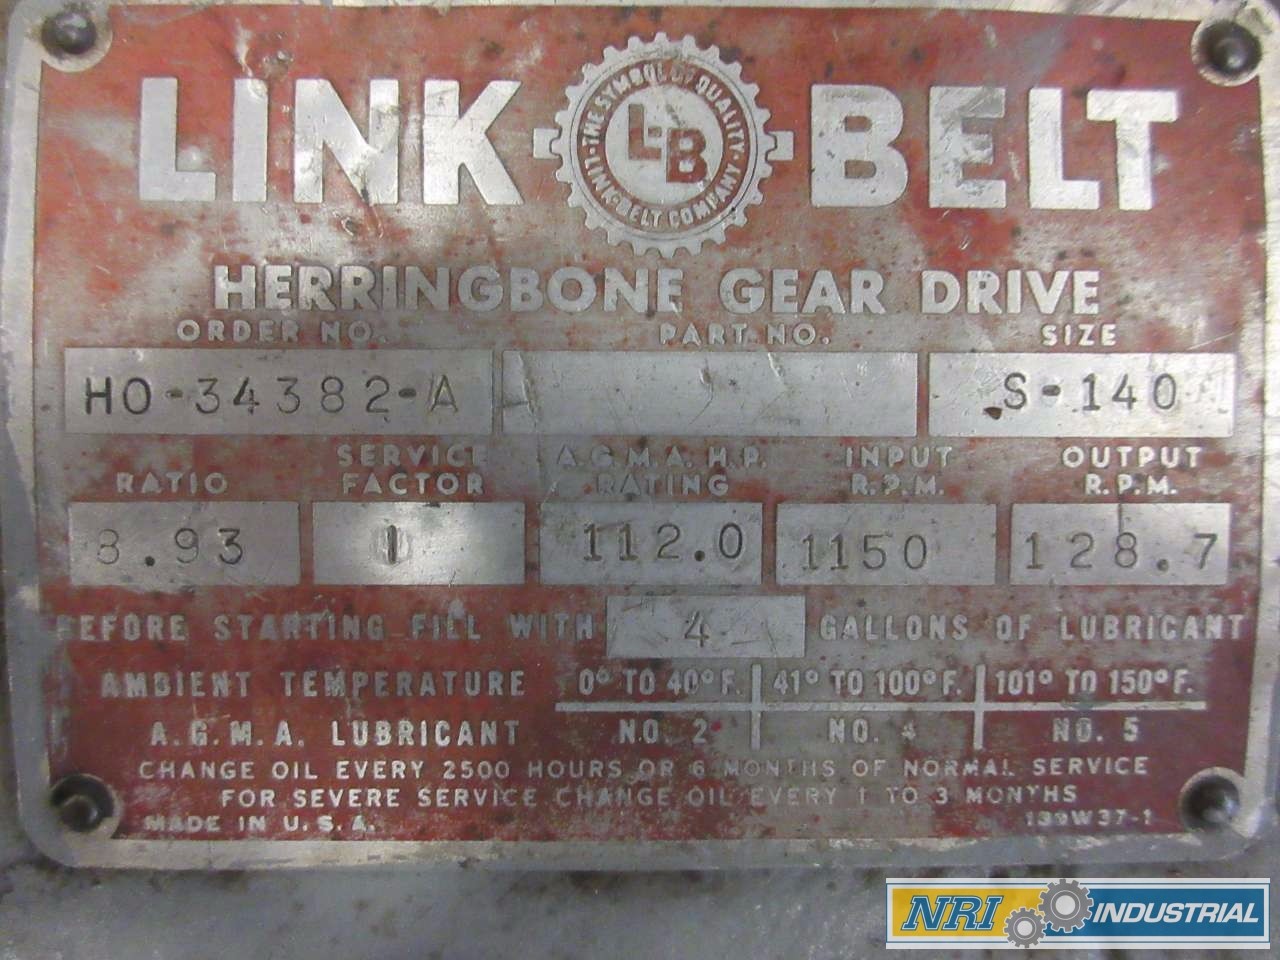 LINK BELT
THE SYMBOL OF QUALITY
LINK-BELT COMPANY
L-B
HERRINGBONE GEAR DRIVE
ORDER NO. PART NO. SIZE
HO-34382-A S-140
RATIO SERVICE FACTOR A.G.M.A. H.P. RATING INPUT R.P.M. OUTPUT R.P.M.
8.93 1 112.0 1150 128.7
BEFORE STARTING FILL WITH 4 GALLONS OF LUBRICANT
AMBIENT TEMPERATURE 0° TO 40°F. 41° TO 100°F. 101° TO 150°F.
A.G.M.A. LUBRICANT NO. 2 NO. 4 NO. 5
CHANGE OIL EVERY 2500 HOURS OR 6 MONTHS OF NORMAL SERVICE
FOR SEVERE SERVICE CHANGE OIL EVERY 1 TO 3 MONTHS
MADE IN U.S.A.
NRI INDUSTRIAL